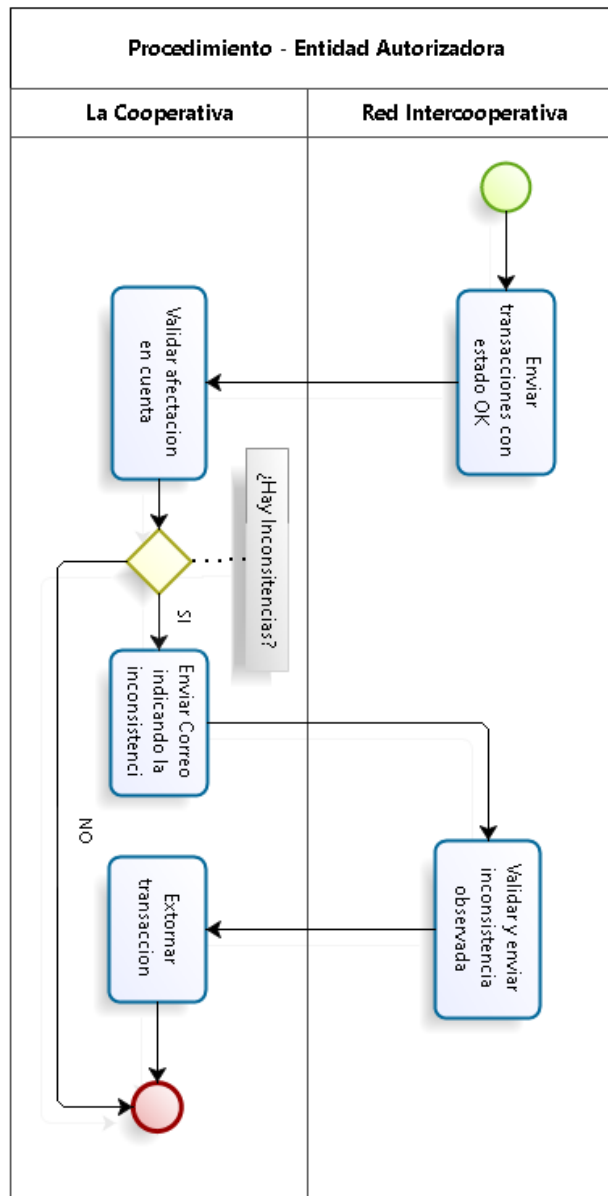 Procedimiento - Entidad Autorizadora
La Cooperativa
Red Intercooperativa
Enviar
transacciones con
estado OK
Validar afectacion
en cuenta
¿Hay Inconsitencias?
SI
Enviar Correo
indicando la
inconsistenci
NO
Validar y enviar
inconsistencia
observada
Extornar
transaccion